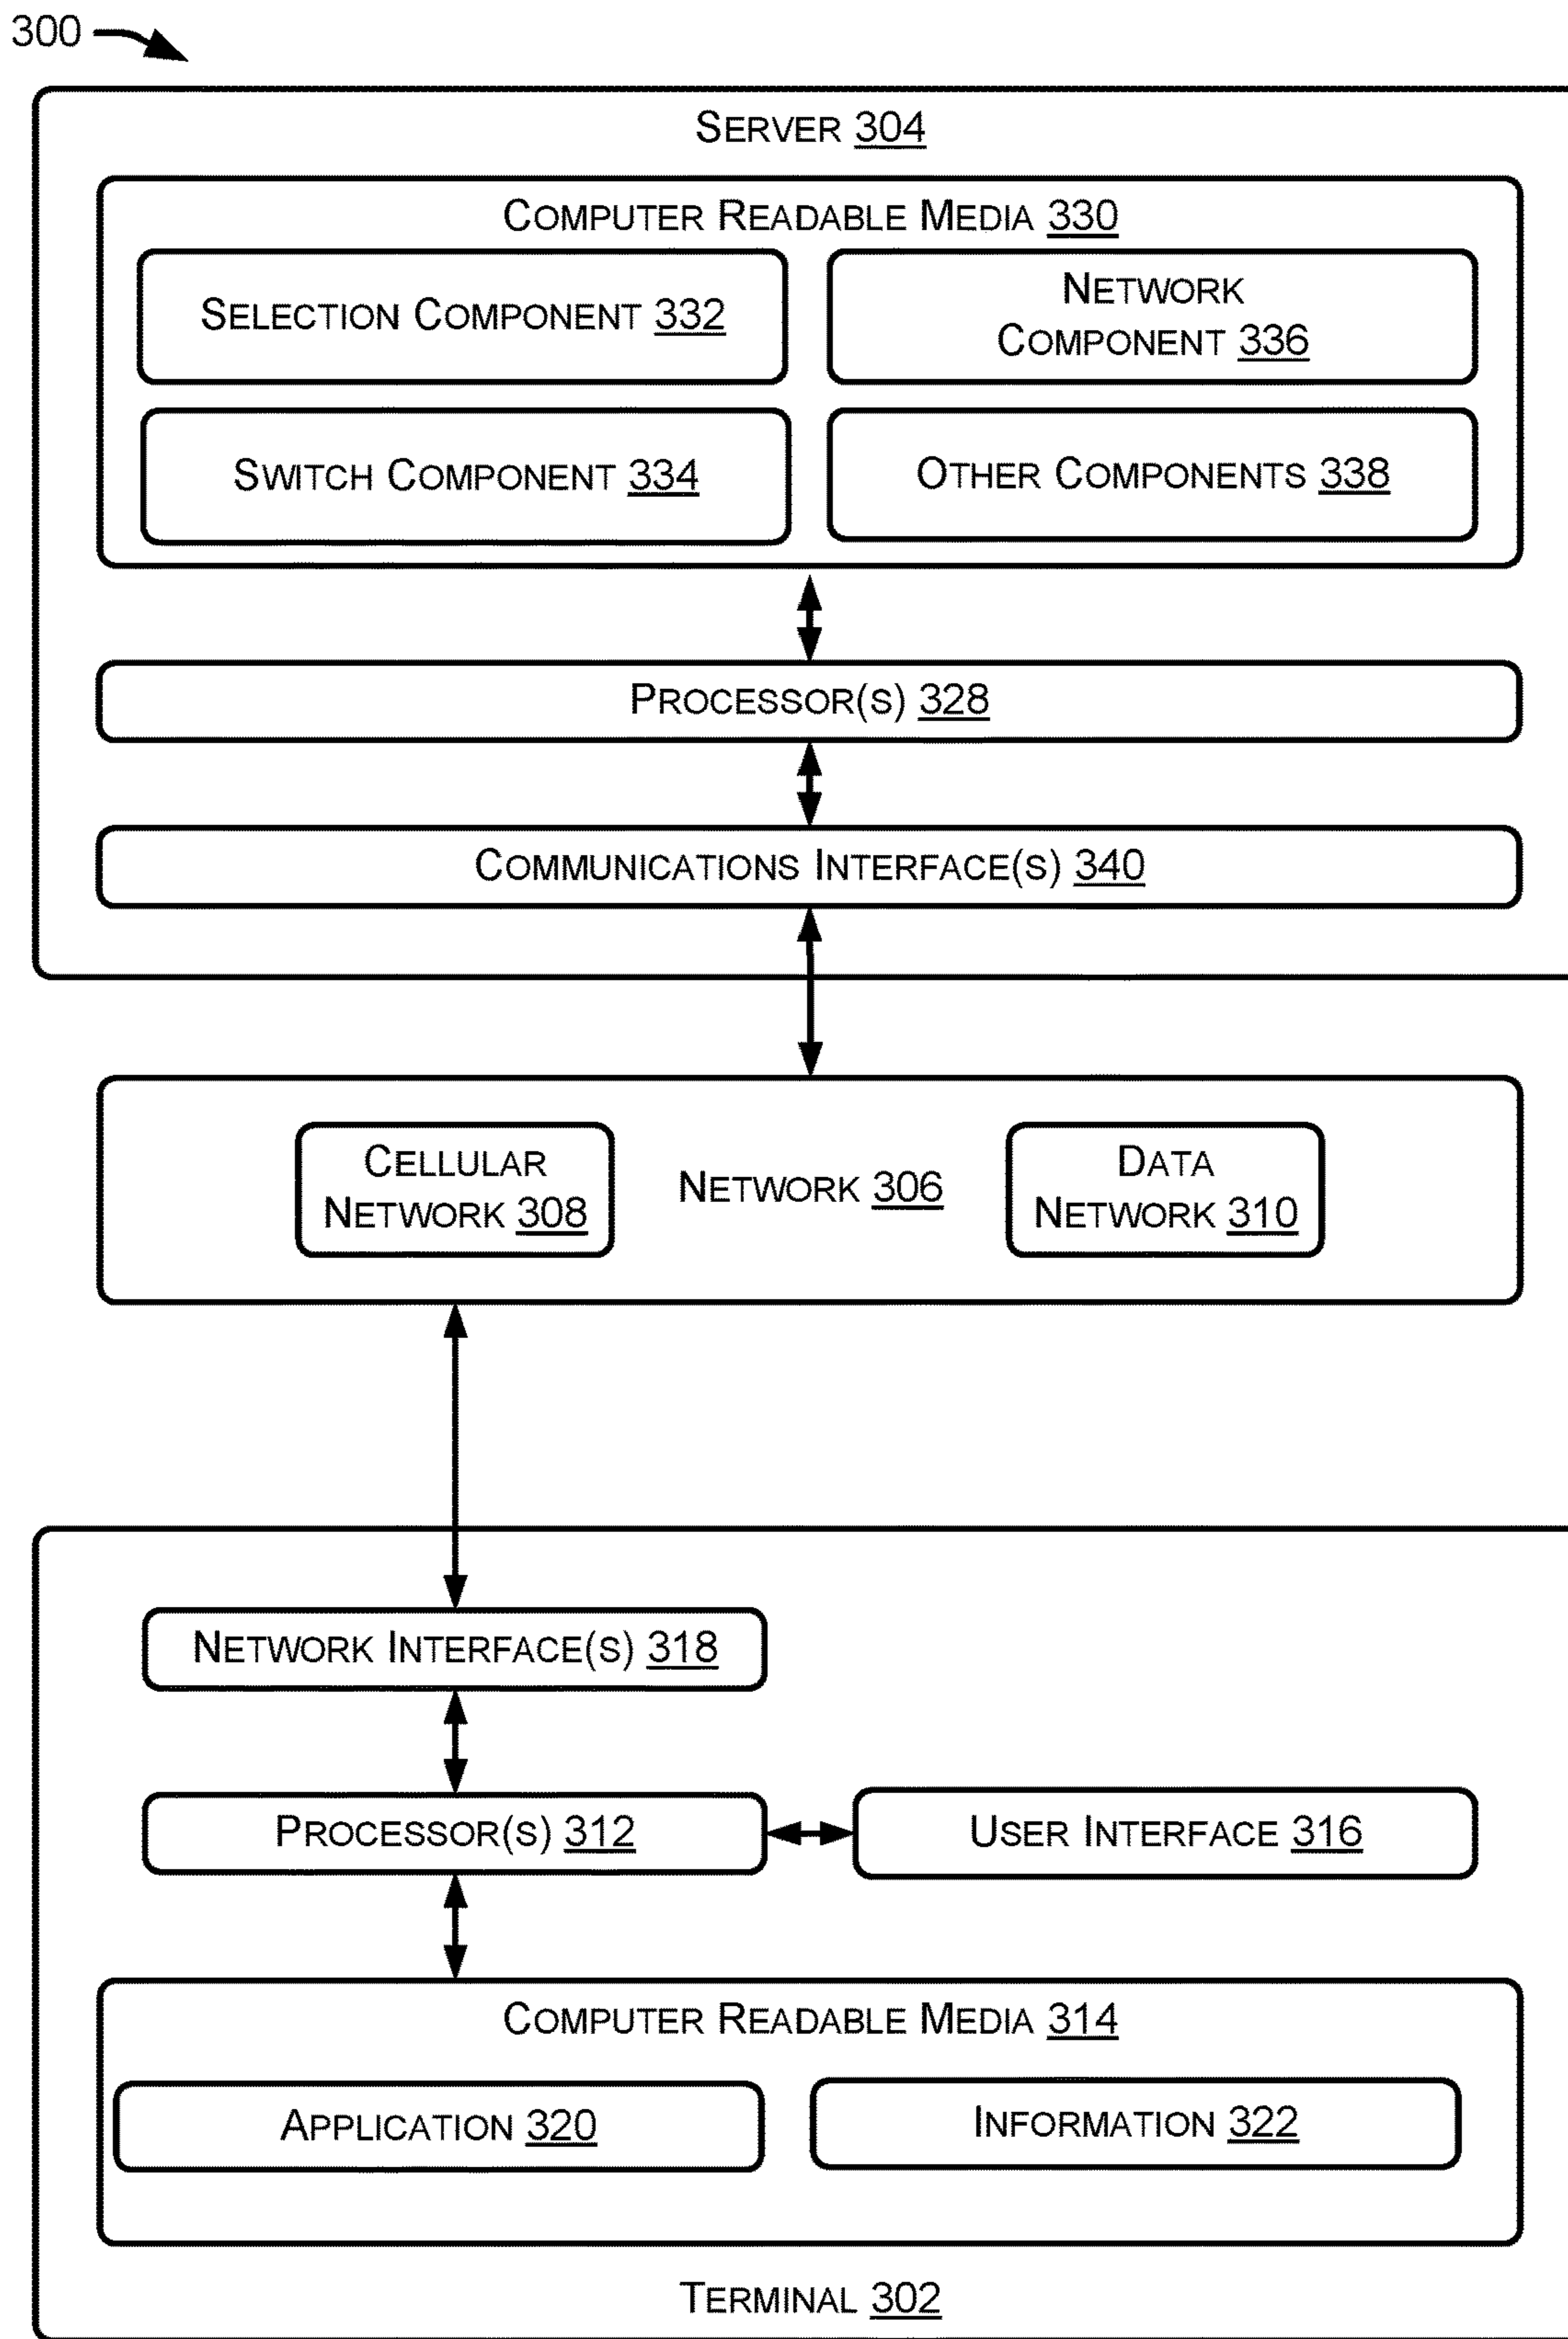 300
SERVER 304
COMPUTER READABLE MEDIA 330
SELECTION COMPONENT 332
NETWORK
COMPONENT 336
SWITCH COMPONENT 334
OTHER COMPONENTS 338
PROCESSOR(S) 328
COMMUNICATIONS INTERFACE(S) 340
CELLULAR
NETWORK 308
NETWORK 306
DATA
NETWORK 310
NETWORK INTERFACE(S) 318
PROCESSOR(S) 312
USER INTERFACE 316
COMPUTER READABLE MEDIA 314
APPLICATION 320
INFORMATION 322
TERMINAL 302